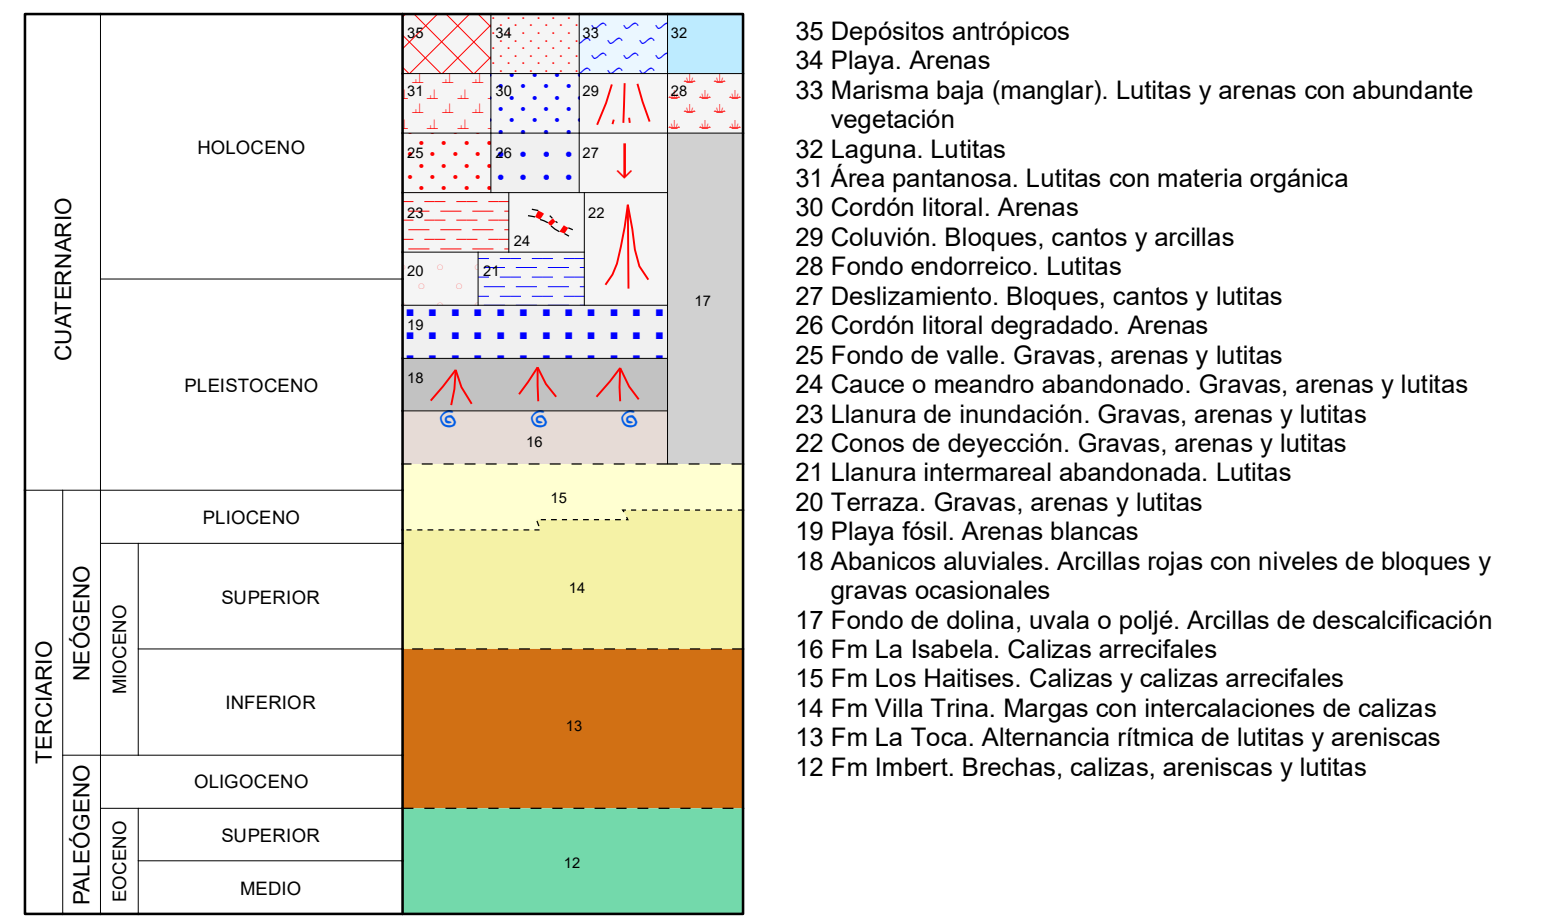 CUATERNARIO
HOLOCENO
PLEISTOCENO
TERCIARIO
NEÓGENO
PLIOCENO
MIOCENO
SUPERIOR
INFERIOR
PALEÓGENO
OLIGOCENO
EOCENO
SUPERIOR
MEDIO
35
34
33
32
31
30
29
28
25
26
27
23
24
22
20
21
17
19
18
16
15
14
13
12
35 Depósitos antrópicos
34 Playa. Arenas
33 Marisma baja (manglar). Lutitas y arenas con abundante
vegetación
32 Laguna. Lutitas
31 Área pantanosa. Lutitas con materia orgánica
30 Cordón litoral. Arenas
29 Coluvión. Bloques, cantos y arcillas
28 Fondo endorreico. Lutitas
27 Deslizamiento. Bloques, cantos y lutitas
26 Cordón litoral degradado. Arenas
25 Fondo de valle. Gravas, arenas y lutitas
24 Cauce o meandro abandonado. Gravas, arenas y lutitas
23 Llanura de inundación. Gravas, arenas y lutitas
22 Conos de deyección. Gravas, arenas y lutitas
21 Llanura intermareal abandonada. Lutitas
20 Terraza. Gravas, arenas y lutitas
19 Playa fósil. Arenas blancas
18 Abanicos aluviales. Arcillas rojas con niveles de bloques y
gravas ocasionales
17 Fondo de dolina, uvala o poljé. Arcillas de descalcificación
16 Fm La Isabela. Calizas arrecifales
15 Fm Los Haitises. Calizas y calizas arrecifales
14 Fm Villa Trina. Margas con intercalaciones de calizas
13 Fm La Toca. Alternancia rítmica de lutitas y areniscas
12 Fm Imbert. Brechas, calizas, areniscas y lutitas